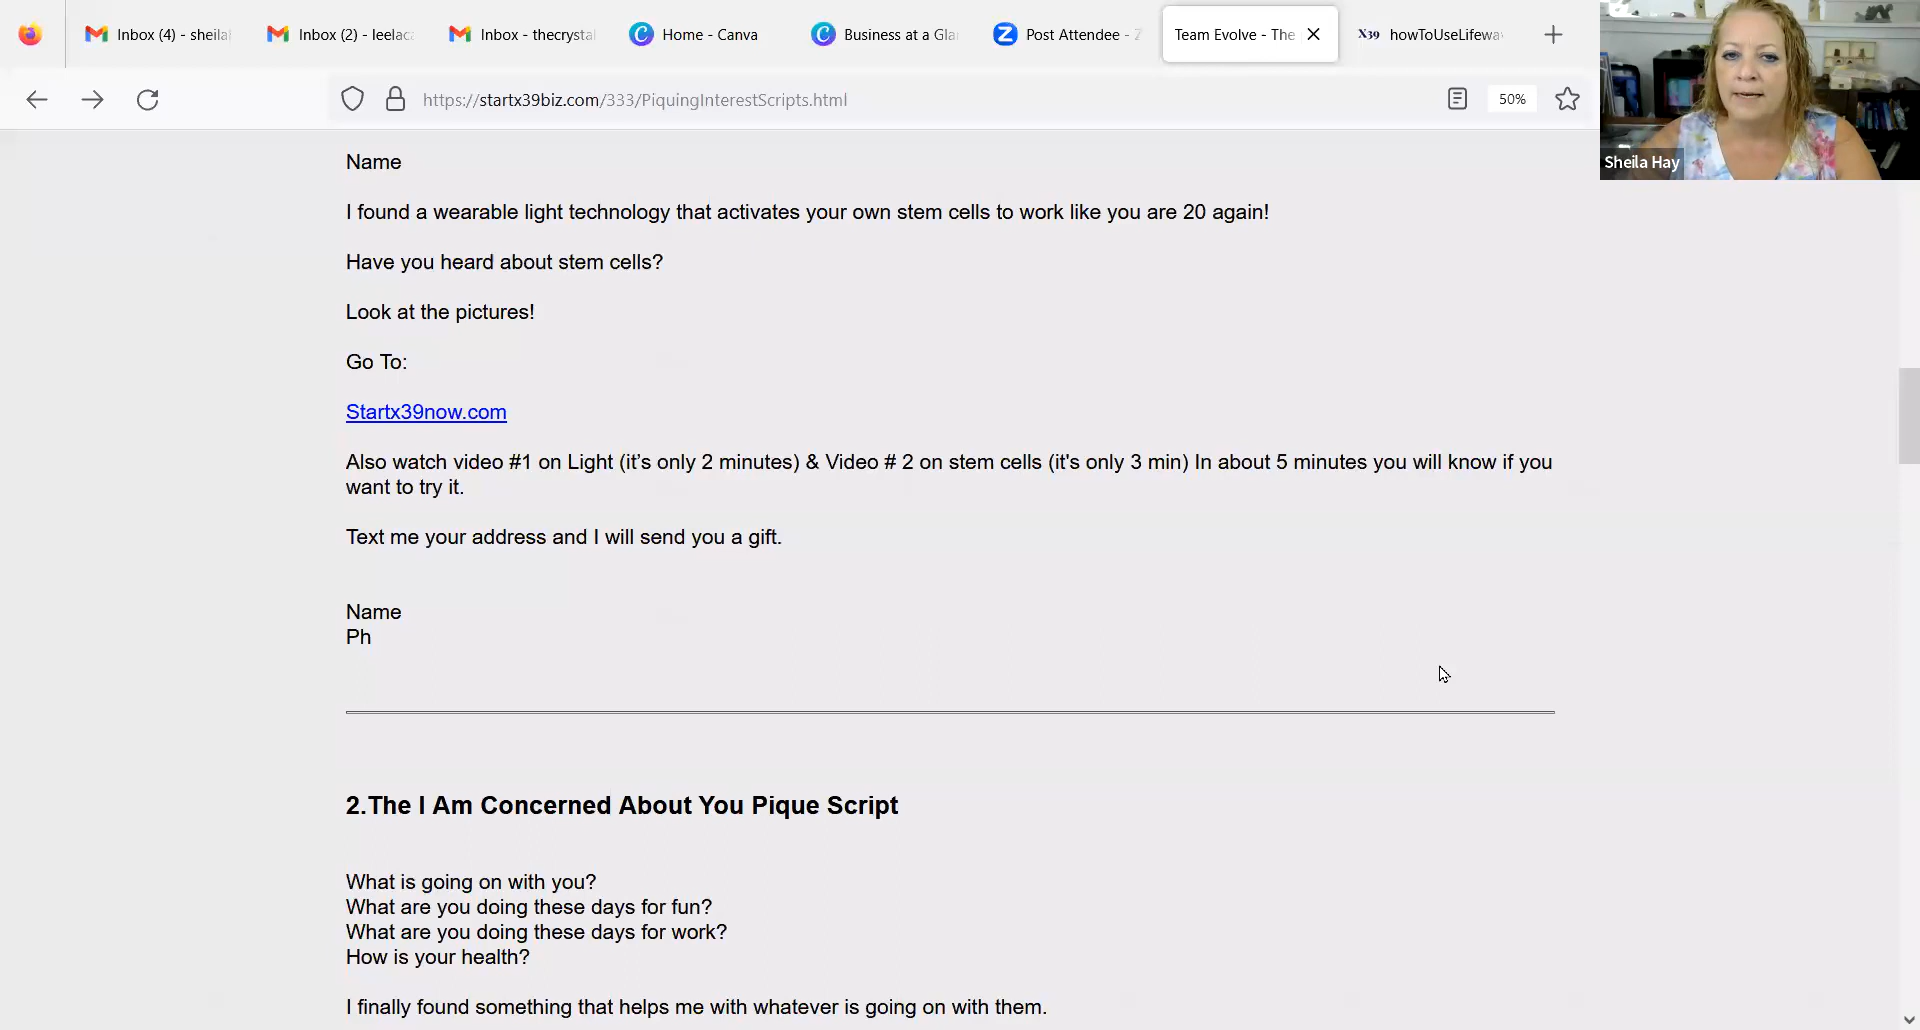 Inbox (4) - sheila
Inbox (2) - leelaca
Inbox - thecrysta
Home - Canva
Business at a Gla
Post Attendee - Z
Team Evolve - The
X39 howToUseLifewa
https://startx39biz.com/333/PiquingInterestScripts.html
50%
Sheila Hay
Name
I found a wearable light technology that activates your own stem cells to work like you are 20 again!
Have you heard about stem cells?
Look at the pictures!
Go To:
Startx39now.com
Also watch video #1 on Light (it’s only 2 minutes) & Video # 2 on stem cells (it's only 3 min) In about 5 minutes you will know if you
want to try it.
Text me your address and I will send you a gift.
Name
Ph
2.The I Am Concerned About You Pique Script
What is going on with you?
What are you doing these days for fun?
What are you doing these days for work?
How is your health?
I finally found something that helps me with whatever is going on with them.